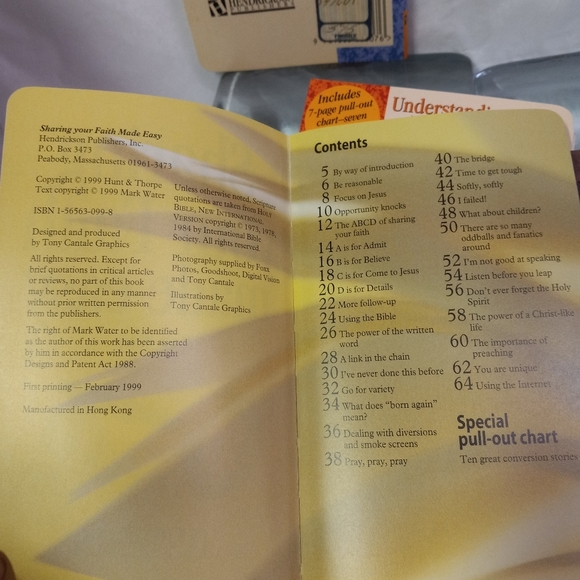 HENDRICKSON
Includes
7-page pull-out
chart–seven
Understandi
Sharing your Faith Made Easy
Hendrickson Publishers, Inc.
P.O. Box 3473
Peabody, Massachusetts 01961-3473
Copyright © 1999 Hunt & Thorpe
Text copyright © 1999 Mark Water
ISBN 1-56563-099-8
Designed and produced
by Tony Cantale Graphics
All rights reserved. Except for
brief quotations in critical articles
or reviews, no part of this book
may be reproduced in any manner
without prior written permission
from the publishers.
The right of Mark Water to be identified
as the author of this work has been asserted
by him in accordance with the Copyright
Designs and Patent Act 1988.
First printing — February 1999
Manufactured in Hong Kong
Unless otherwise noted, Scripture
quotations are taken from HOLY
BIBLE, NEW INTERNATIONAL
VERSION copyright © 1973, 1978,
1984 by International Bible
Society. All rights reserved.
Photography supplied by Foxx
Photos, Goodshoot, Digital Vision
and Tony Cantale
Illustrations by
Tony Cantale Graphics
Contents
5 By way of introduction
6 Be reasonable
8 Focus on Jesus
10 Opportunity knocks
12 The ABCD of sharing
your faith
14 A is for Admit
16 B is for Believe
18 C is for Come to Jesus
20 D is for Details
22 More follow-up
24 Using the Bible
26 The power of the written
word
28 A link in the chain
30 I've never done this before
32 Go for variety
34 What does "born again"
mean?
36 Dealing with diversions
and smoke screens
38 Pray, pray, pray
40 The bridge
42 Time to get tough
44 Softly, softly
46 I failed!
48 What about children?
50 There are so many
oddballs and fanatics
around
52 I'm not good at speaking
54 Listen before you leap
56 Don't ever forget the Holy
Spirit
58 The power of a Christ-like
life
60 The importance of
preaching
62 You are unique
64 Using the Internet
Special
pull-out chart
Ten great conversion stories